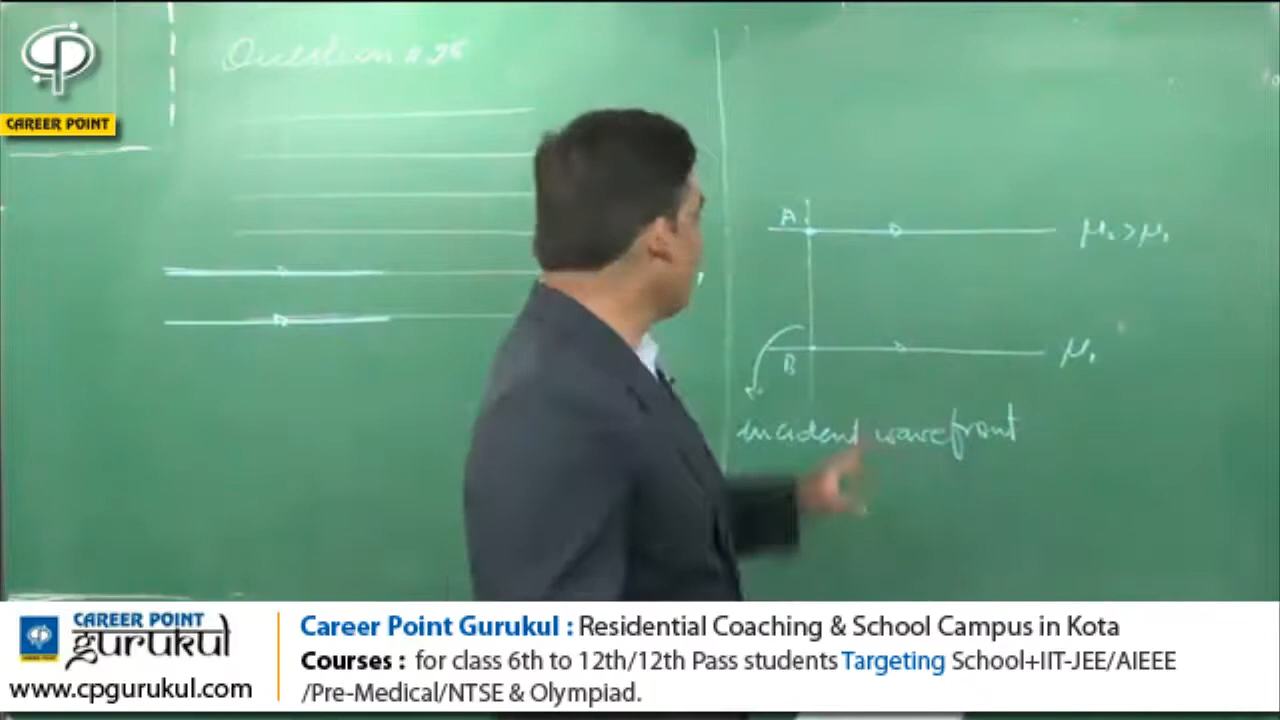 CAREER POINT
Question # 26
A
μ₂ > μ₁
B
μ₁
incident wavefront
CAREER POINT
gurukul
www.cpgurukul.com
Career Point Gurukul : Residential Coaching & School Campus in Kota
Courses : for class 6th to 12th/12th Pass students Targeting School+IIT-JEE/AIEEE
/Pre-Medical/NTSE & Olympiad.